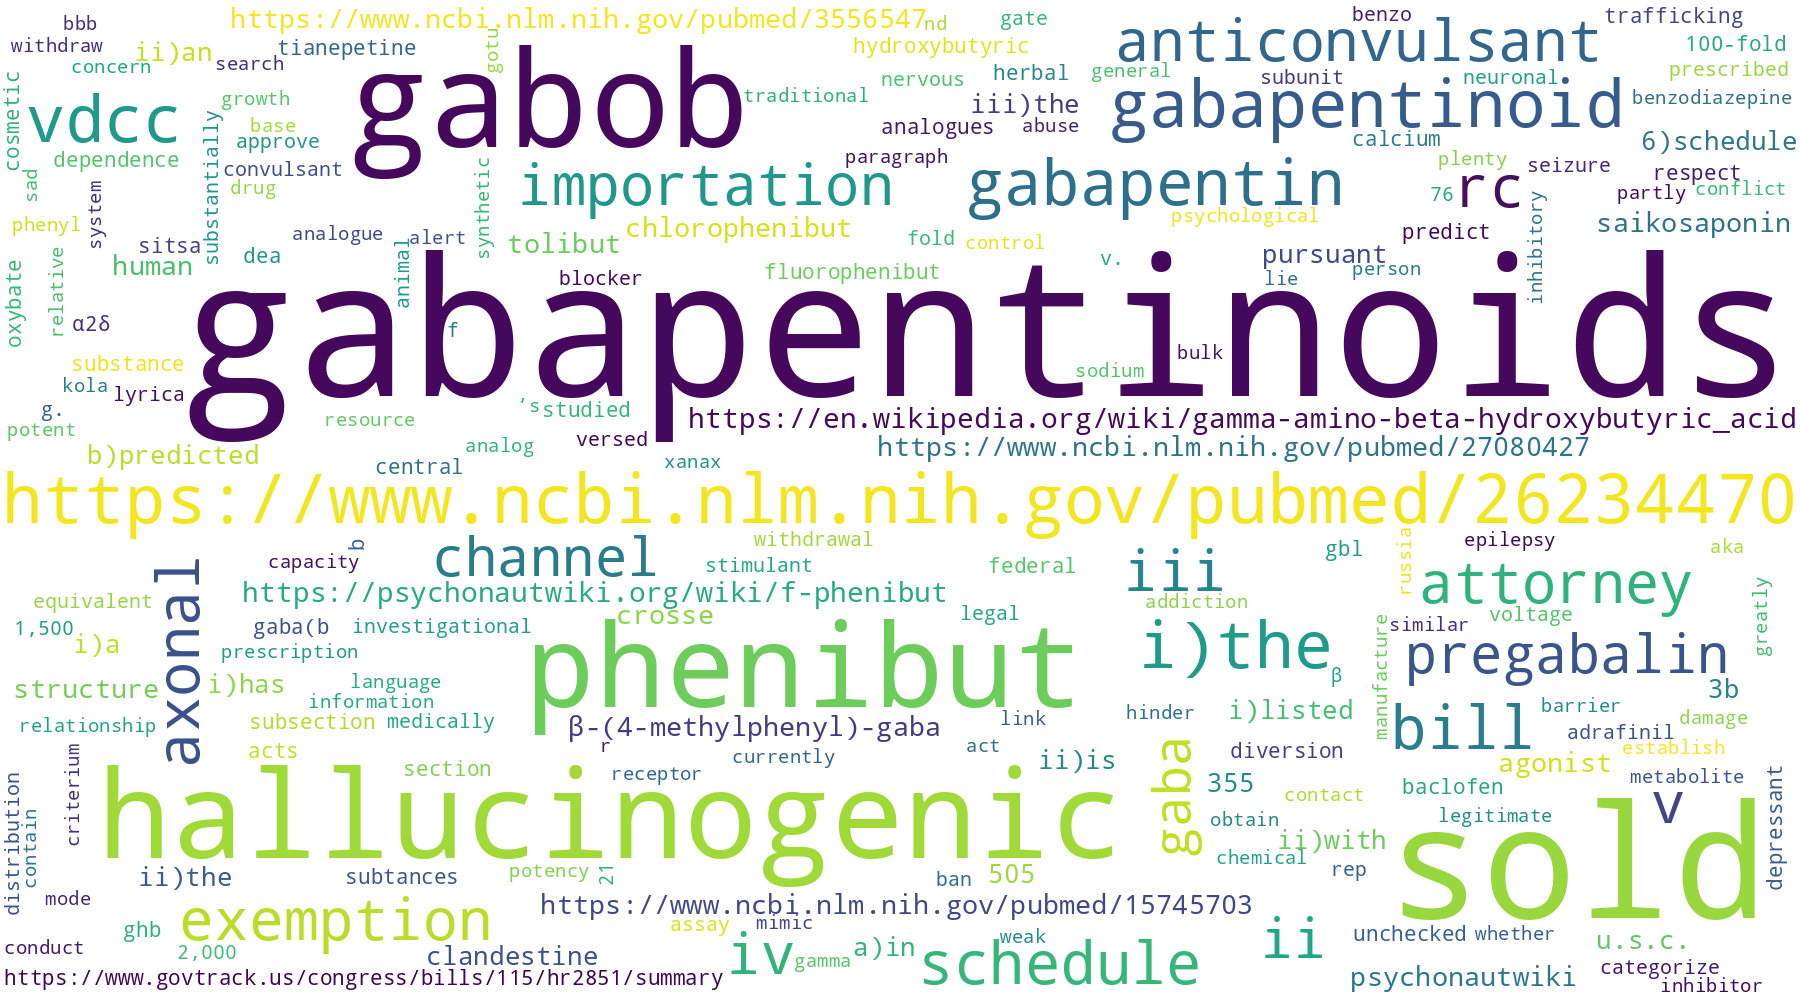 bbb
https://www.ncbi.nlm.nih.gov/pubmed/3556547
nd
gate
benzo
trafficking
withdraw
ii)an
tianepetine
gotu
hydroxybutyric
anticonvulsant
100-fold
concern
search
gabob
nervous
herbal
general
subunit
neuronal
prescribed
cosmetic
vdcc
growth
traditional
iii)the
gabapentinoid
benzodiazepine
base
analogues
abuse
approve
calcium
6)schedule
dependence
substantially
convulsant
paragraph
plenty
seizure
respect
sad
system
drug
synthetic
importation
gabapentin
76
rc
partly
conflict
phenyl
chlorophenibut
psychological
inhibitory
saikosaponin
sitsa
analogue
alert
tolibut
fold
control
predict
relative
human
dea
animal
blocker
fluorophenibut
v.
pursuant
lie
person
oxybate
α2δ
f
gabapentinoids
substance
bulk
kola
lyrica
sodium
g.
resource
's
studied
https://en.wikipedia.org/wiki/gamma-amino-beta-hydroxybutyric_acid
potent
analog
versed
https://www.ncbi.nlm.nih.gov/pubmed/27080427
b)predicted
central
xanax
https://www.ncbi.nlm.nih.gov/pubmed/26234470
b
channel
withdrawal
iii
gbl
russia
epilepsy
aka
capacity
stimulant
federal
attorney
axonal
https://psychonautwiki.org/wiki/f-phenibut
greatly
equivalent
crosse
legal
addiction
voltage
1,500
gaba(b
investigational
phenibut
i)the
manufacture
similar
i)a
prescription
pregabalin
structure
i)has
language
β
3b
information
relationship
subsection
medically
β-(4-methylphenyl)-gaba
link
hinder
i)listed
bill
barrier
damage
acts
r
currently
act
ii)is
gaba
diversion
adrafinil
establish
criterium
section
receptor
agonist
distribution
contain
hallucinogenic
355
contact
baclofen
metabolite
v
depressant
obtain
legitimate
ii)with
sold
chemical
ii)the
subtances
potency
21
ban
505
rep
mode
exemption
https://www.ncbi.nlm.nih.gov/pubmed/15745703
ghb
assay
mimic
ii
unchecked
whether
u.s.c.
conduct
2,000
clandestine
iv
gamma
a)in
weak
schedule
psychonautwiki
categorize
https://www.govtrack.us/congress/bills/115/hr2851/summary
inhibitor